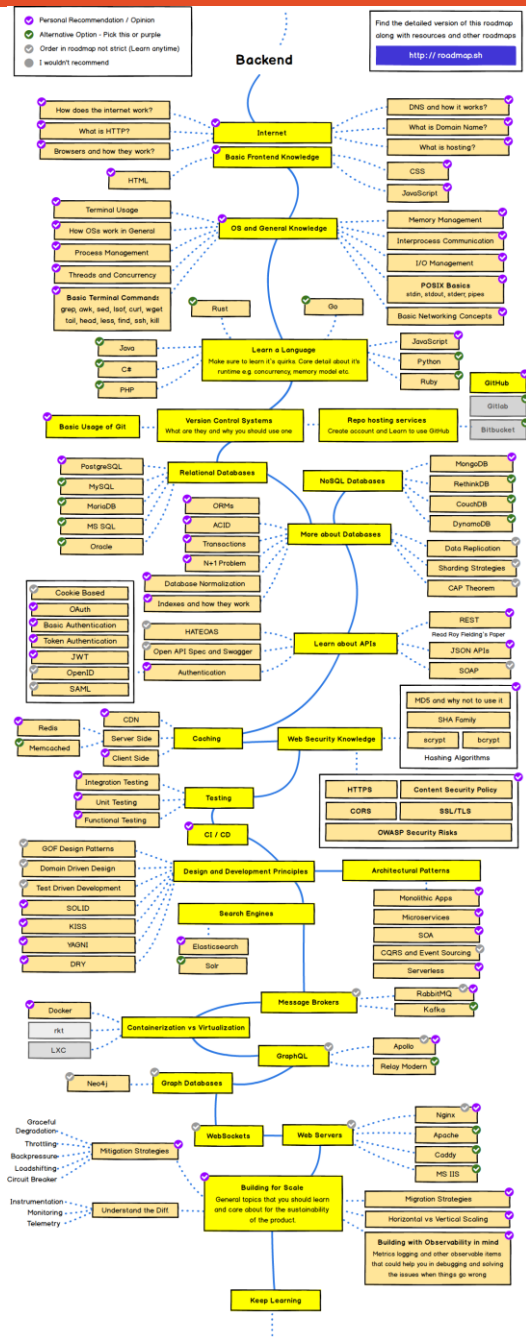 Personal Recommendation / Opinion
Alternative Option - Pick this or purple
Order in roadmap not strict (Learn anytime)
I wouldn't recommend
Find the detailed version of this roadmap
along with resources and other roadmaps
http:// roadmap.sh
Backend
How does the internet work?
What is HTTP?
Browsers and how they work?
Internet
DNS and how it works?
What is Domain Name?
What is hosting?
Basic Frontend Knowledge
HTML
CSS
JavaScript
Terminal Usage
How OSs work in General
Process Management
Threads and Concurrency
Basic Terminal Commands
grep, awk, sed, lsof, curl, wget
tail, head, less, find, ssh, kill
OS and General Knowledge
Memory Management
Interprocess Communication
I/O Management
POSIX Basics
stdin, stdout, stderr, pipes
Basic Networking Concepts
Rust
Go
Java
C#
PHP
Learn a Language
Make sure to learn it's quirks. Core detail about it's
runtime e.g. concurrency, memory model etc.
JavaScript
Python
Ruby
GitHub
Gitlab
Bitbucket
Basic Usage of Git
Version Control Systems
What are they and why you should use one
Repo hosting services
Create account and Learn to use GitHub
PostgreSQL
MySQL
MariaDB
MS SQL
Oracle
Relational Databases
NoSQL Databases
MongoDB
RethinkDB
CouchDB
DynamoDB
ORMs
ACID
Transactions
N+1 Problem
Database Normalization
Indexes and how they work
More about Databases
Data Replication
Sharding Strategies
CAP Theorem
Cookie Based
OAuth
Basic Authentication
Token Authentication
JWT
OpenID
SAML
HATEOAS
Open API Spec and Swagger
Authentication
Learn about APIs
REST
Read Roy Fielding's Paper
JSON APIs
SOAP
Redis
Memcached
CDN
Server Side
Client Side
Caching
Web Security Knowledge
MD5 and why not to use it
SHA Family
scrypt
bcrypt
Hashing Algorithms
HTTPS
Content Security Policy
CORS
SSL/TLS
OWASP Security Risks
Integration Testing
Unit Testing
Functional Testing
Testing
CI / CD
GOF Design Patterns
Domain Driven Design
Test Driven Development
SOLID
KISS
YAGNI
DRY
Design and Development Principles
Architectural Patterns
Monolithic Apps
Microservices
SOA
CQRS and Event Sourcing
Serverless
Search Engines
Elasticsearch
Solr
Message Brokers
RabbitMQ
Kafka
Docker
rkt
LXC
Containerization vs Virtualization
GraphQL
Apollo
Relay Modern
Neo4j
Graph Databases
WebSockets
Web Servers
Nginx
Apache
Caddy
MS IIS
Graceful
Degradation
Throttling
Backpressure
Loadshifting
Circuit Breaker
Mitigation Strategies
Instrumentation
Monitoring
Telemetry
Understand the Diff.
Building for Scale
General topics that you should learn
and care about for the sustainability
of the product.
Migration Strategies
Horizontal vs Vertical Scaling
Building with Observability in mind
Metrics logging and other observable items
that could help you in debugging and solving
the issues when things go wrong
Keep Learning